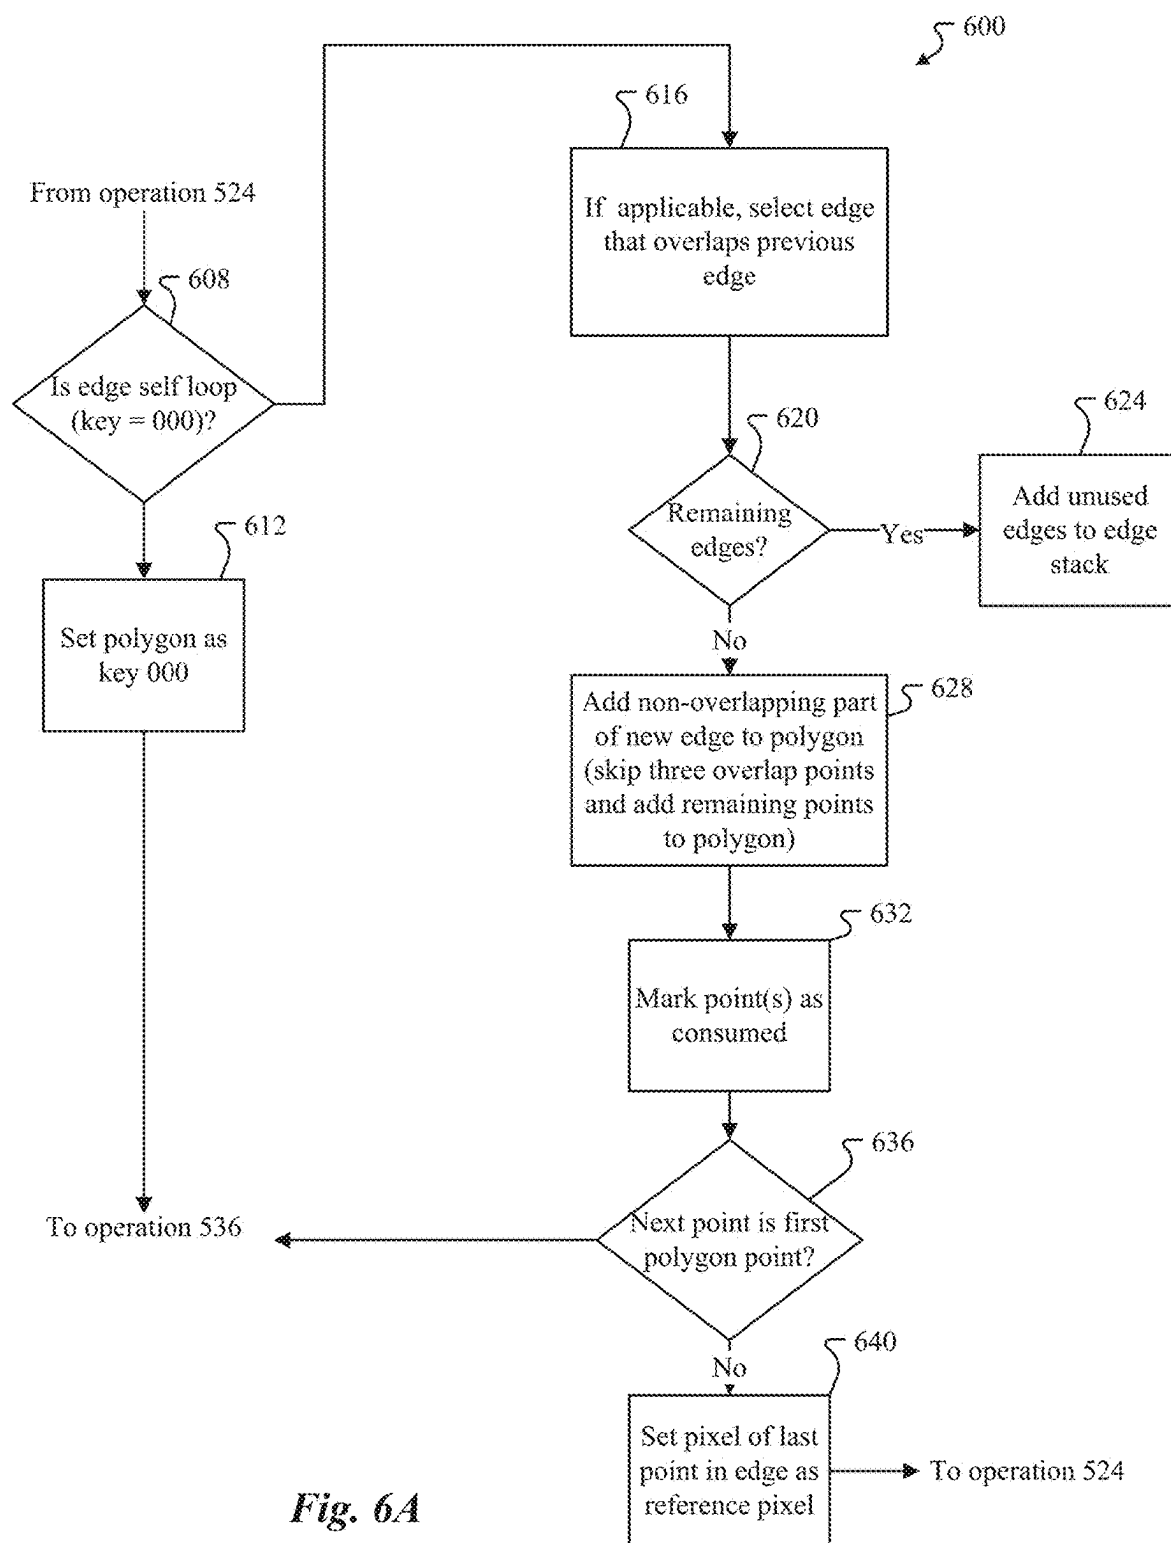 600
616
From operation 524
If applicable, select edge
that overlaps previous
edge
608
Is edge self loop
(key = 000)?
620
624
Remaining
edges?
Yes
Add unused
edges to edge
stack
612
Set polygon as
key 000
No
628
Add non-overlapping part
of new edge to polygon
(skip three overlap points
and add remaining points
to polygon)
632
Mark point(s) as
consumed
636
To operation 536
Next point is first
polygon point?
No
640
Set pixel of last
point in edge as
reference pixel
To operation 524
Fig. 6A